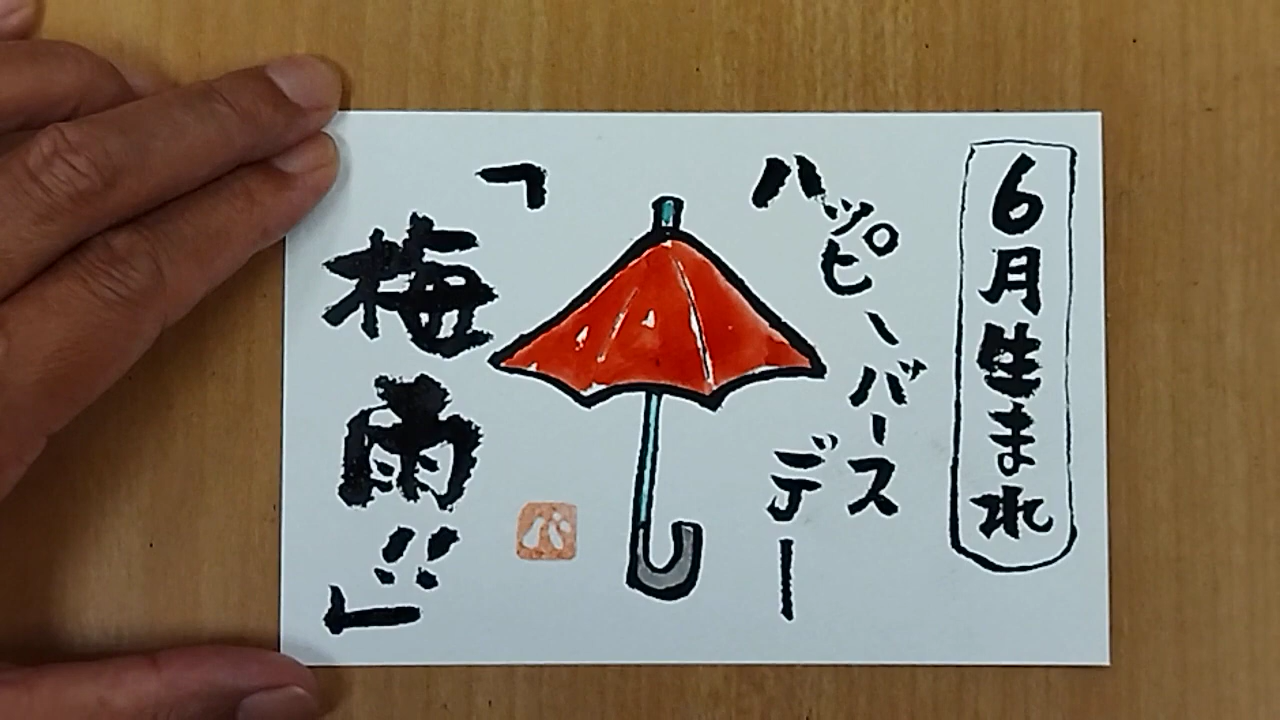 6月生まれ
ハッピーバース
デー
「梅雨!!」
バ